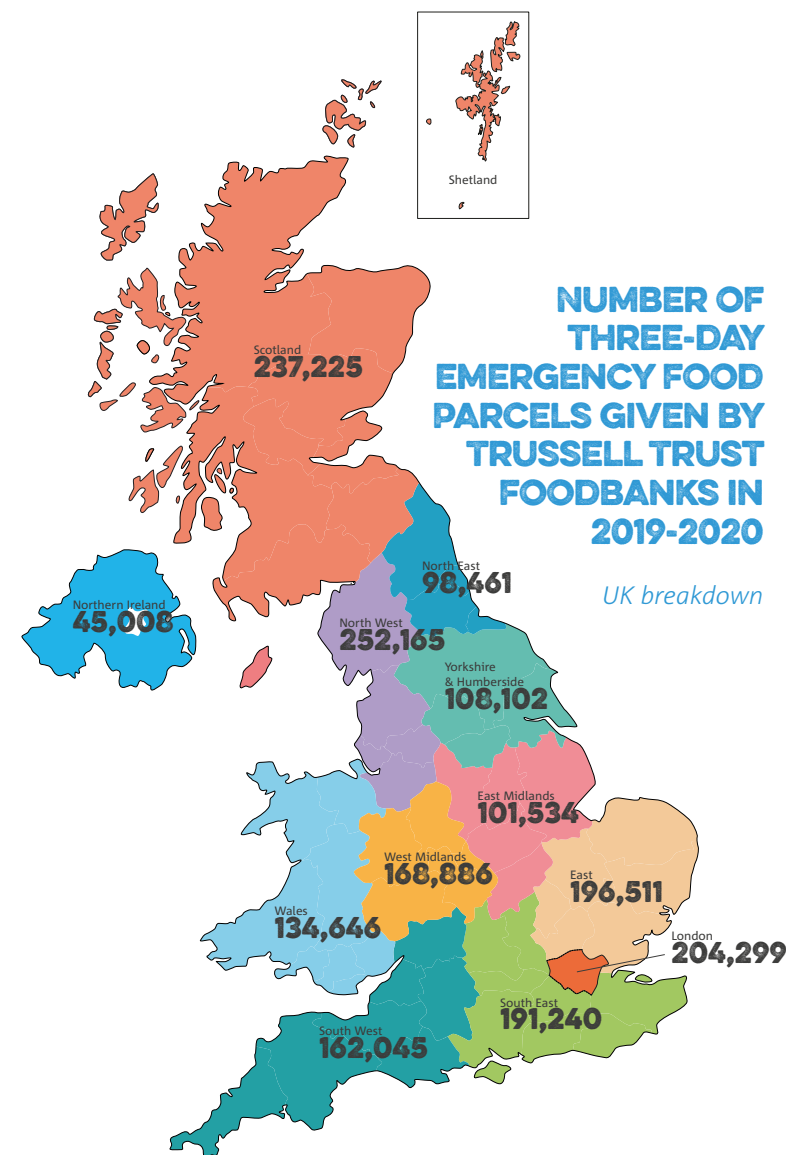 Shetland
NUMBER OF
THREE-DAY
EMERGENCY FOOD
PARCELS GIVEN BY
TRUSSELL TRUST
FOODBANKS IN
2019-2020
UK breakdown
Scotland
237,225
North East
98,461
Northern Ireland
45,008
North West
252,165
Yorkshire
& Humberside
108,102
East Midlands
101,534
West Midlands
168,886
East
196,511
Wales
134,646
London
204,299
South East
191,240
South West
162,045